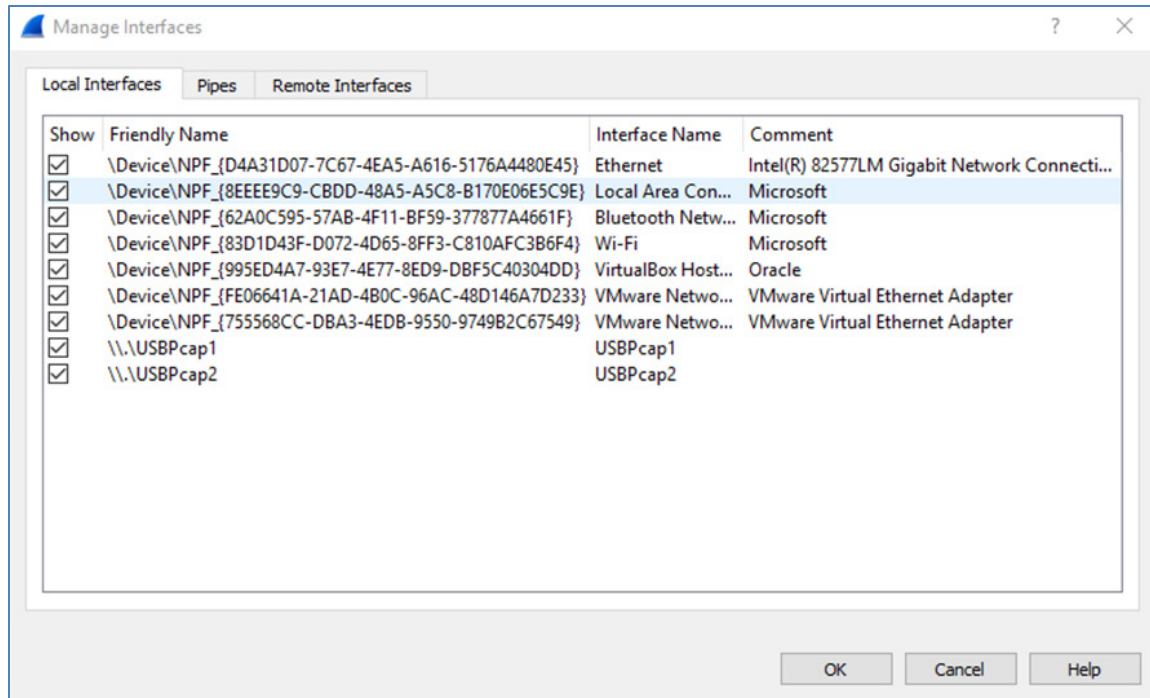 Manage Interfaces ?
Local Interfaces Pipes Remote Interfaces
Show Friendly Name Interface Name Comment
\Device\NPF_{D4A31D07-7C67-4EA5-A616-5176A4480E45} Ethernet Intel(R) 82577LM Gigabit Network Connecti...
\Device\NPF_{8EEEE9C9-CBDD-48A5-A5C8-B170E06E5C9E} Local Area Con... Microsoft
\Device\NPF_{62A0C595-57AB-4F11-BF59-377877A4661F} Bluetooth Netw... Microsoft
\Device\NPF_{83D1D43F-D072-4D65-8FF3-C810AFC3B6F4} Wi-Fi Microsoft
\Device\NPF_{995ED4A7-93E7-4E77-8ED9-DBF5C40304DD} VirtualBox Host... Oracle
\Device\NPF_{FE06641A-21AD-4B0C-96AC-48D146A7D233} VMware Netwo... VMware Virtual Ethernet Adapter
\Device\NPF_{755568CC-DBA3-4EDB-9550-9749B2C67549} VMware Netwo... VMware Virtual Ethernet Adapter
\\.\USBPcap1 USBPcap1
\\.\USBPcap2 USBPcap2
OK Cancel Help